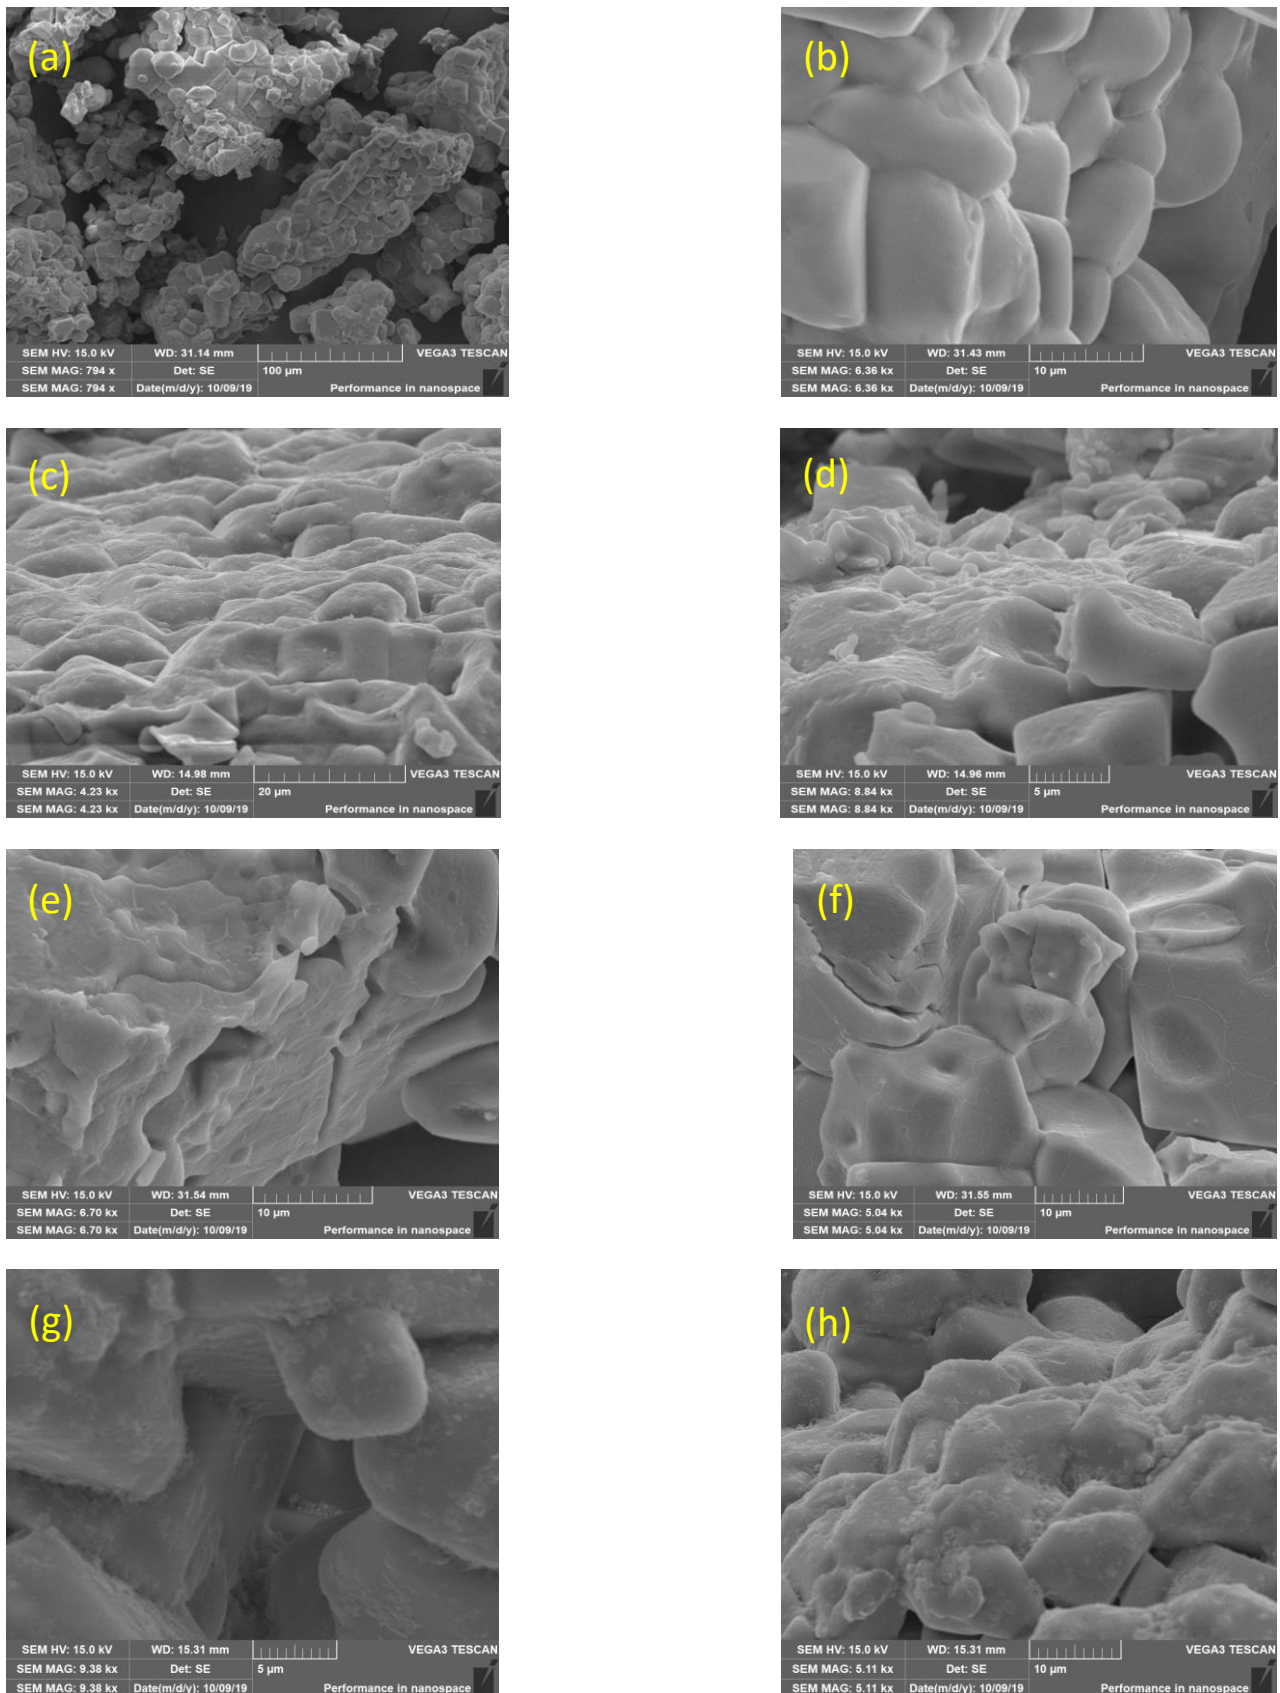 (a)
SEM HV: 15.0 kV WD: 31.14 mm VEGA3 TESCAN
SEM MAG: 794 x Det: SE 100 µm
SEM MAG: 794 x Date(m/d/y): 10/09/19 Performance in nanospace
(b)
SEM HV: 15.0 kV WD: 31.43 mm VEGA3 TESCAN
SEM MAG: 6.36 kx Det: SE 10 µm
SEM MAG: 6.36 kx Date(m/d/y): 10/09/19 Performance in nanospace
(c)
SEM HV: 15.0 kV WD: 14.98 mm VEGA3 TESCAN
SEM MAG: 4.23 kx Det: SE 20 µm
SEM MAG: 4.23 kx Date(m/d/y): 10/09/19 Performance in nanospace
(d)
SEM HV: 15.0 kV WD: 14.96 mm VEGA3 TESCAN
SEM MAG: 8.84 kx Det: SE 5 µm
SEM MAG: 8.84 kx Date(m/d/y): 10/09/19 Performance in nanospace
(e)
SEM HV: 15.0 kV WD: 31.54 mm VEGA3 TESCAN
SEM MAG: 6.70 kx Det: SE 10 µm
SEM MAG: 6.70 kx Date(m/d/y): 10/09/19 Performance in nanospace
(f)
SEM HV: 15.0 kV WD: 31.55 mm VEGA3 TESCAN
SEM MAG: 5.04 kx Det: SE 10 µm
SEM MAG: 5.04 kx Date(m/d/y): 10/09/19 Performance in nanospace
(g)
SEM HV: 15.0 kV WD: 15.31 mm VEGA3 TESCAN
SEM MAG: 9.38 kx Det: SE 5 µm
SEM MAG: 9.38 kx Date(m/d/y): 10/09/19 Performance in nanospace
(h)
SEM HV: 15.0 kV WD: 15.31 mm VEGA3 TESCAN
SEM MAG: 5.11 kx Det: SE 10 µm
SEM MAG: 5.11 kx Date(m/d/y): 10/09/19 Performance in nanospace